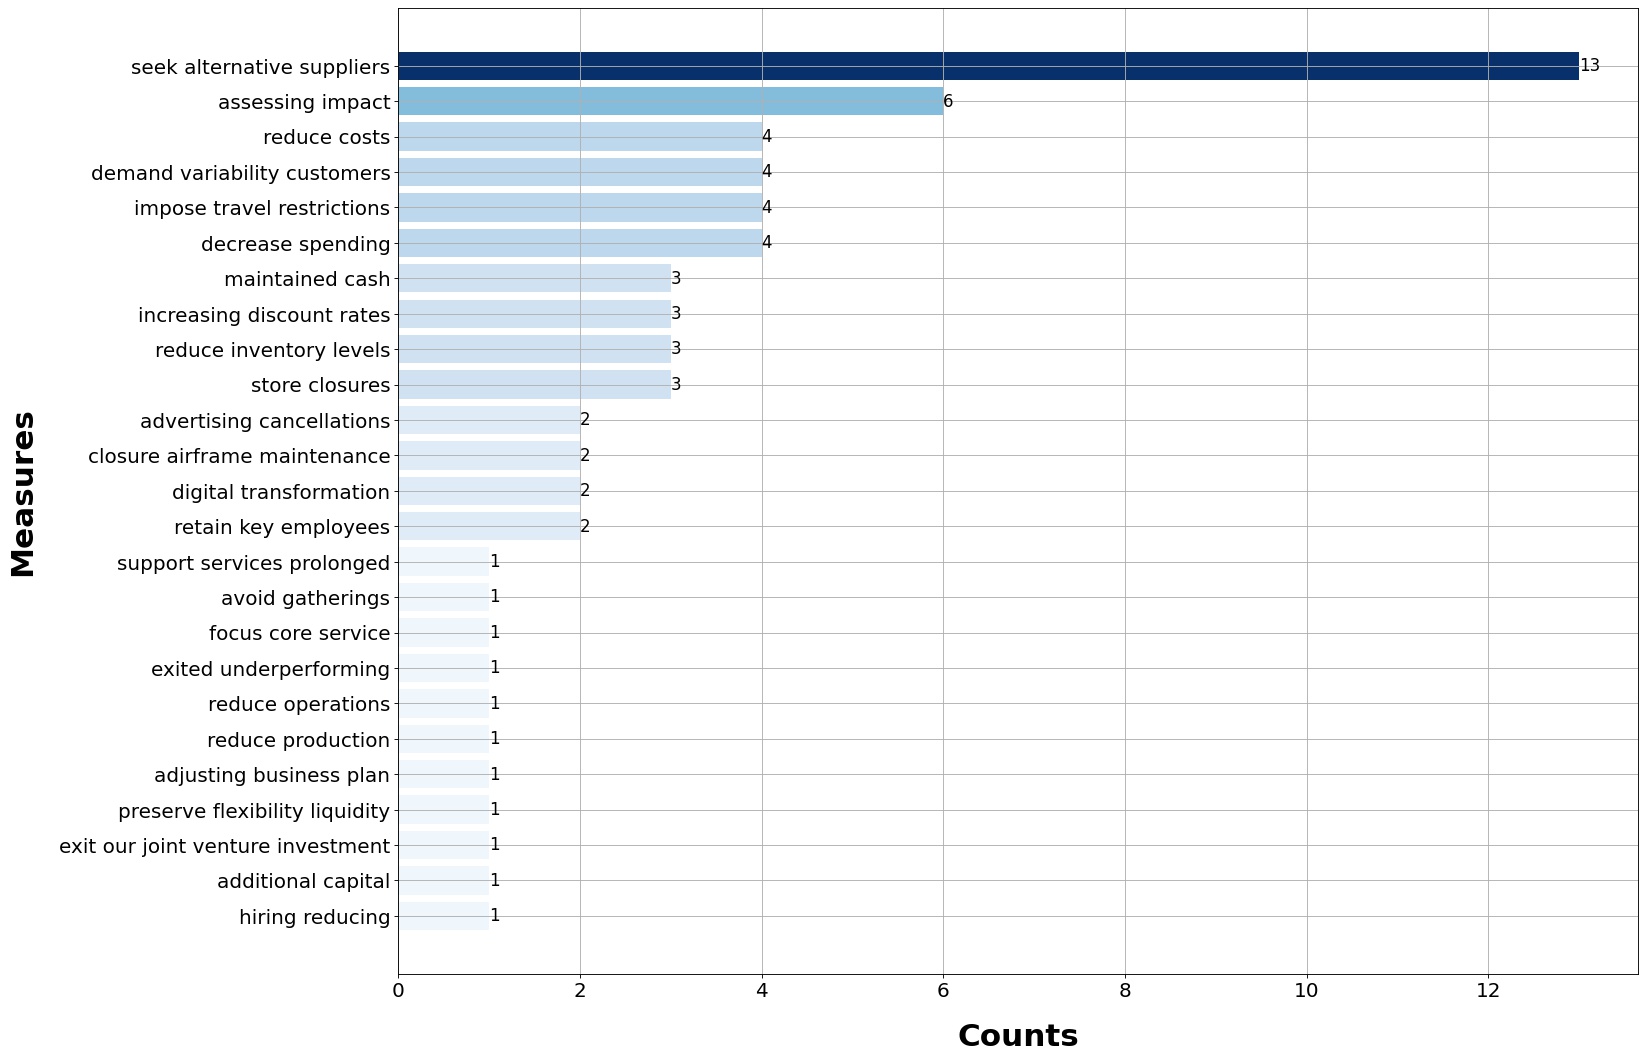 seek alternative suppliers 13
assessing impact 6
reduce costs 4
demand variability customers 4
impose travel restrictions 4
decrease spending 4
maintained cash 3
increasing discount rates 3
reduce inventory levels 3
store closures 3
advertising cancellations 2
closure airframe maintenance 2
digital transformation 2
retain key employees 2
support services prolonged 1
avoid gatherings 1
focus core service 1
exited underperforming 1
reduce operations 1
reduce production 1
adjusting business plan 1
preserve flexibility liquidity 1
exit our joint venture investment 1
additional capital 1
hiring reducing 1
Measures
0 2 4 6 8 10 12
Counts